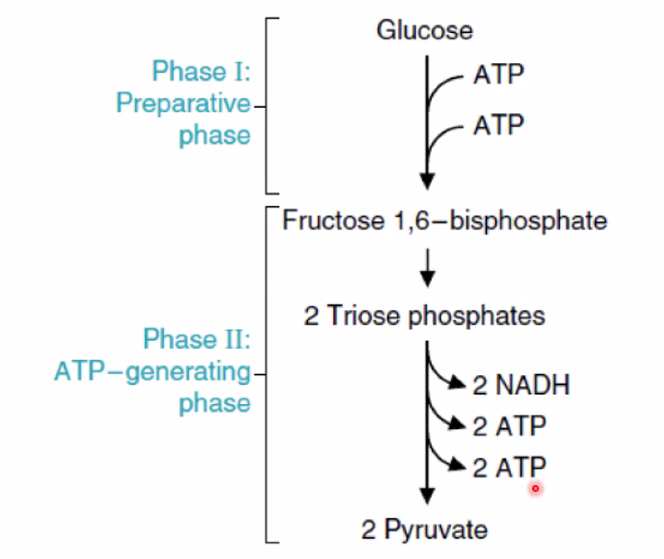 Glucose
Phase I:
Preparative
phase
ATP
ATP
Fructose 1,6–bisphosphate
2 Triose phosphates
Phase II:
ATP–generating
phase
2 NADH
2 ATP
2 ATP
2 Pyruvate